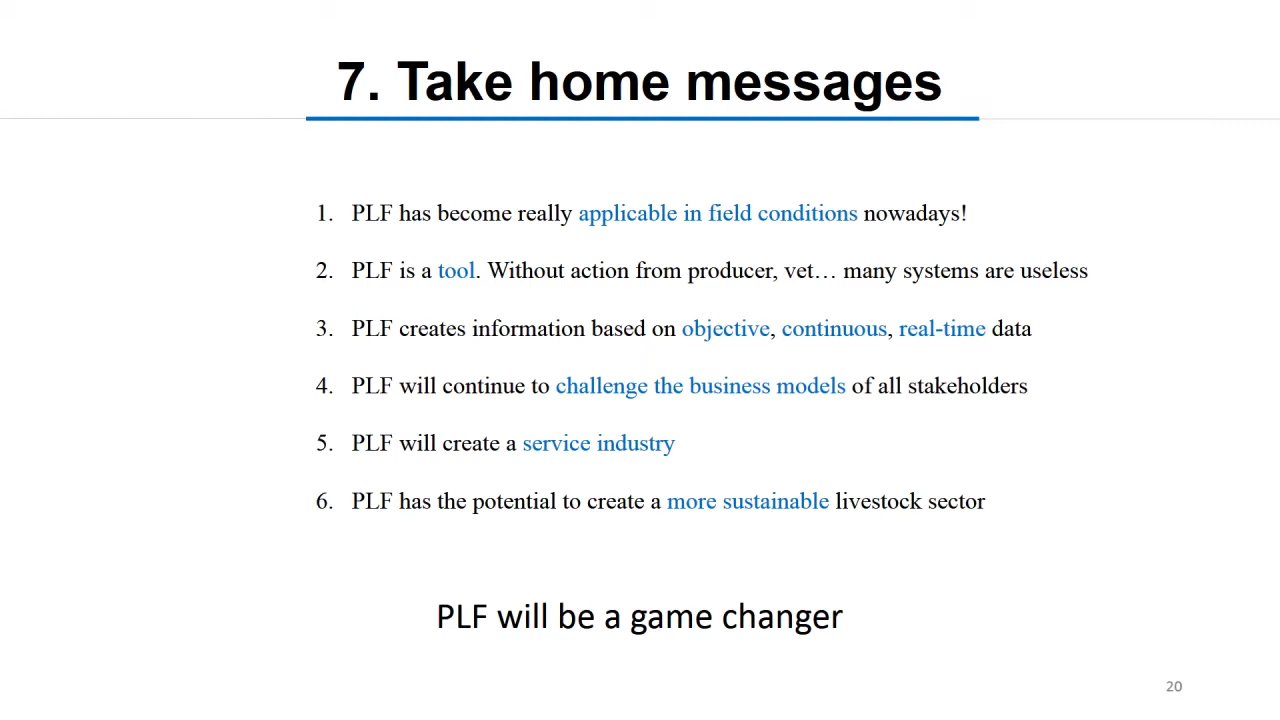 7. Take home messages
1. PLF has become really applicable in field conditions nowadays!
2. PLF is a tool. Without action from producer, vet… many systems are useless
3. PLF creates information based on objective, continuous, real-time data
4. PLF will continue to challenge the business models of all stakeholders
5. PLF will create a service industry
6. PLF has the potential to create a more sustainable livestock sector
PLF will be a game changer
20